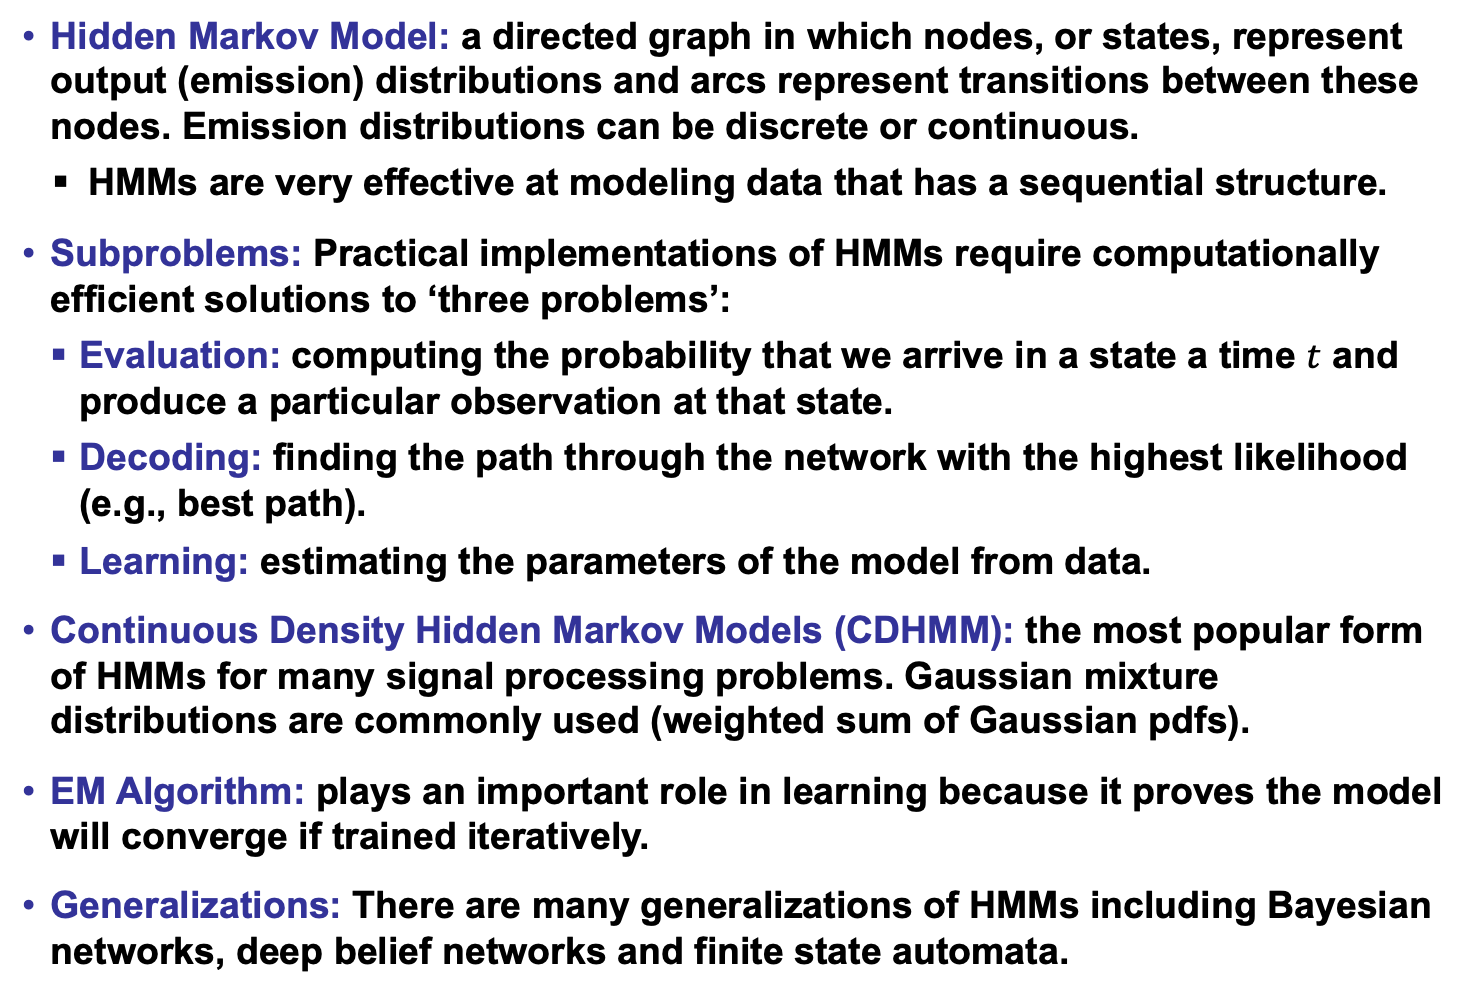 • Hidden Markov Model: a directed graph in which nodes, or states, represent
output (emission) distributions and arcs represent transitions between these
nodes. Emission distributions can be discrete or continuous.
▪ HMMs are very effective at modeling data that has a sequential structure.
• Subproblems: Practical implementations of HMMs require computationally
efficient solutions to ‘three problems’:
▪ Evaluation: computing the probability that we arrive in a state a time t and
produce a particular observation at that state.
▪ Decoding: finding the path through the network with the highest likelihood
(e.g., best path).
▪ Learning: estimating the parameters of the model from data.
• Continuous Density Hidden Markov Models (CDHMM): the most popular form
of HMMs for many signal processing problems. Gaussian mixture
distributions are commonly used (weighted sum of Gaussian pdfs).
• EM Algorithm: plays an important role in learning because it proves the model
will converge if trained iteratively.
• Generalizations: There are many generalizations of HMMs including Bayesian
networks, deep belief networks and finite state automata.